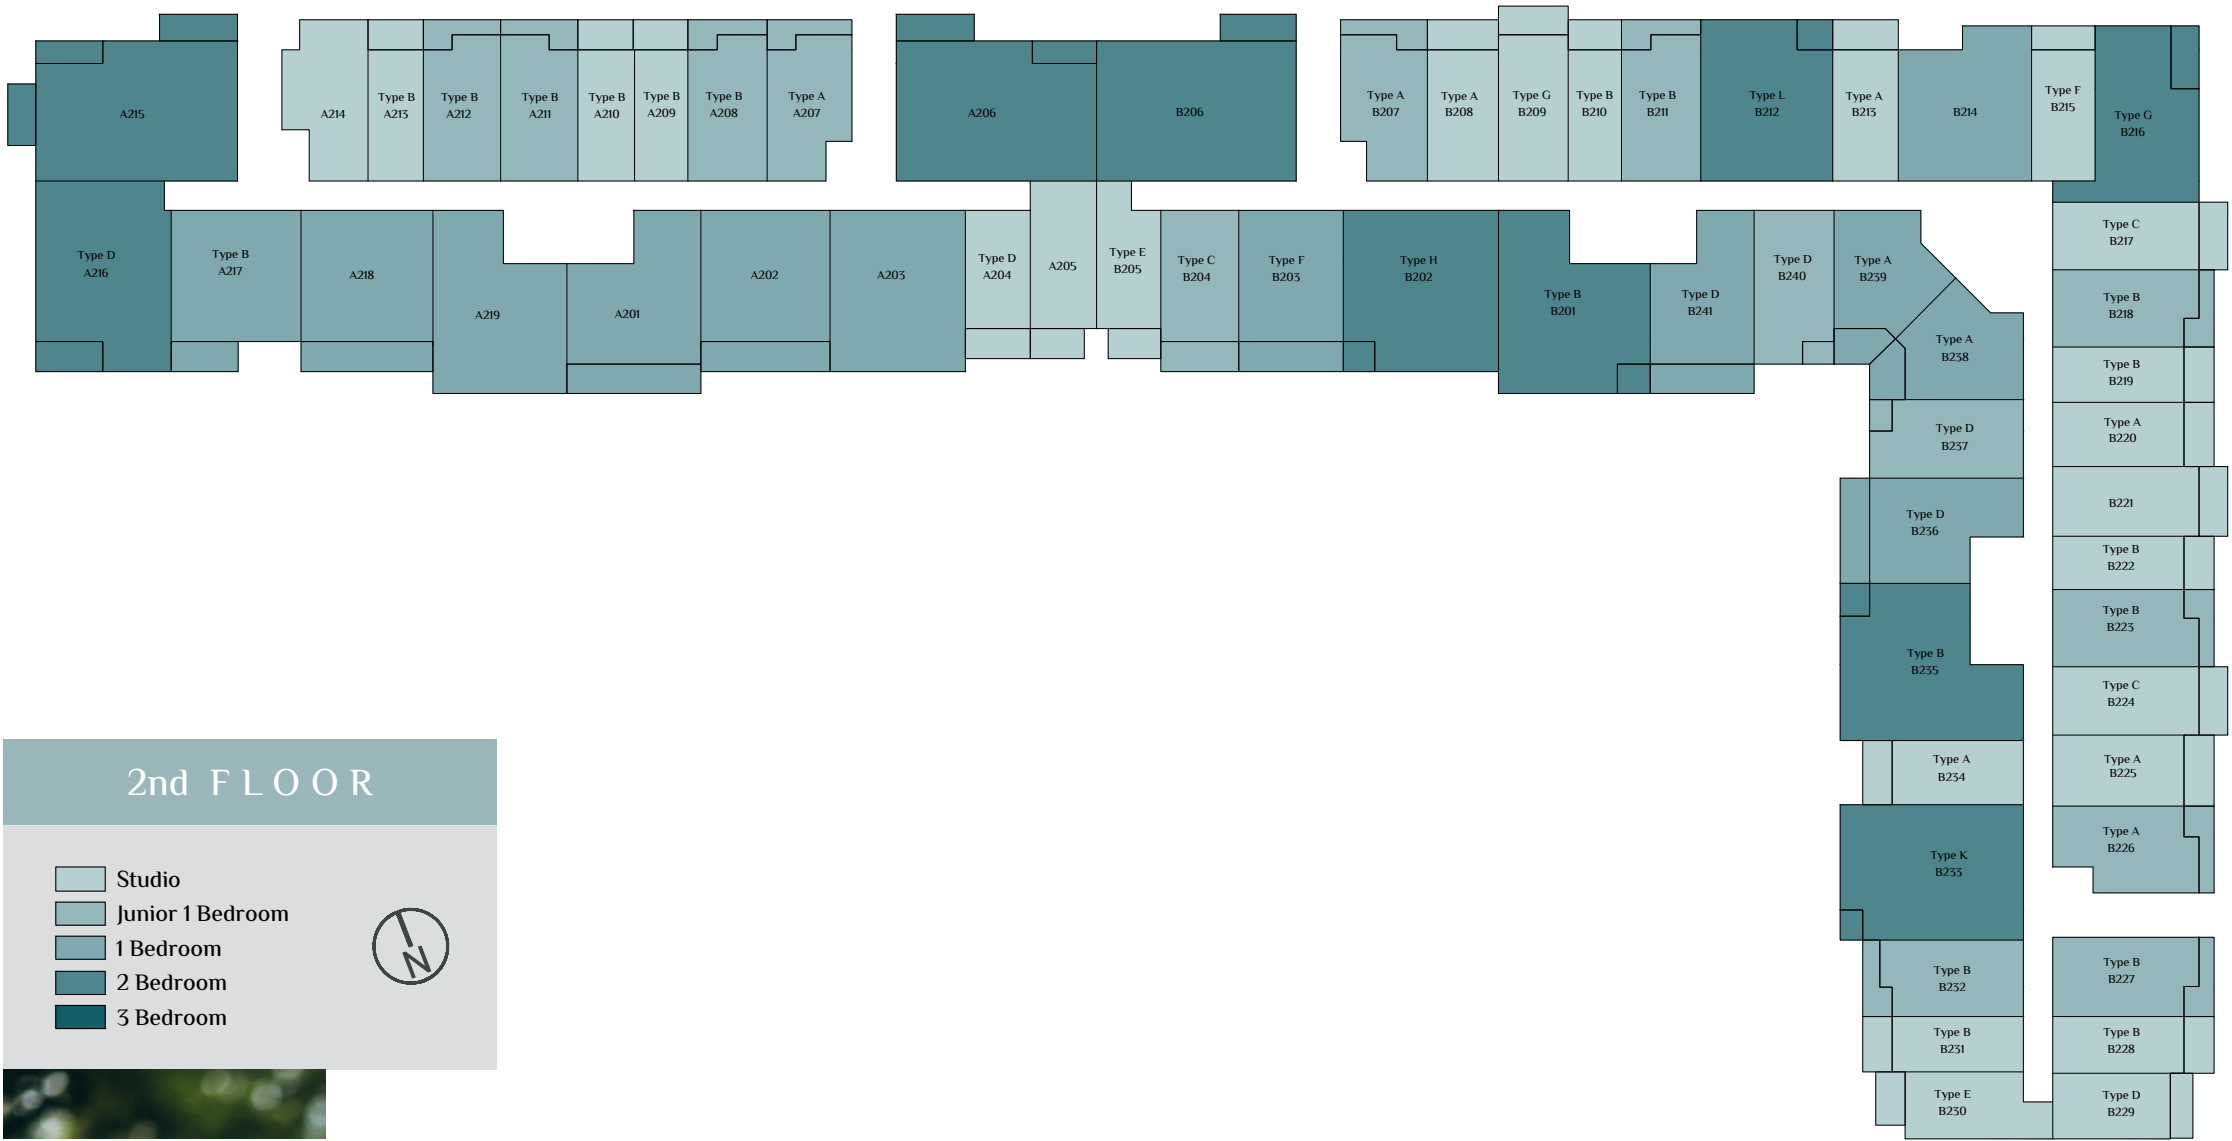 A215
A214
Type B
A213
Type B
A212
Type B
A211
Type B
A210
Type B
A209
Type B
A208
Type A
A207
A206
B206
Type A
B207
Type A
B208
Type G
B209
Type B
B210
Type B
B211
Type L
B212
Type A
B213
B214
Type F
B215
Type G
B216
Type D
A216
Type B
A217
A218
A219
A201
A202
A203
Type D
A204
A205
Type E
B205
Type C
B204
Type F
B203
Type H
B202
Type B
B201
Type D
B241
Type D
B240
Type A
B239
Type A
B238
Type D
B237
Type D
B236
Type B
B235
Type A
B234
Type K
B233
Type B
B232
Type B
B231
Type E
B230
Type C
B217
Type B
B218
Type B
B219
Type A
B220
B221
Type B
B222
Type B
B223
Type C
B224
Type A
B225
Type A
B226
Type B
B227
Type B
B228
Type D
B229
2nd FLOOR
Studio
Junior 1 Bedroom
1 Bedroom
2 Bedroom
3 Bedroom
N